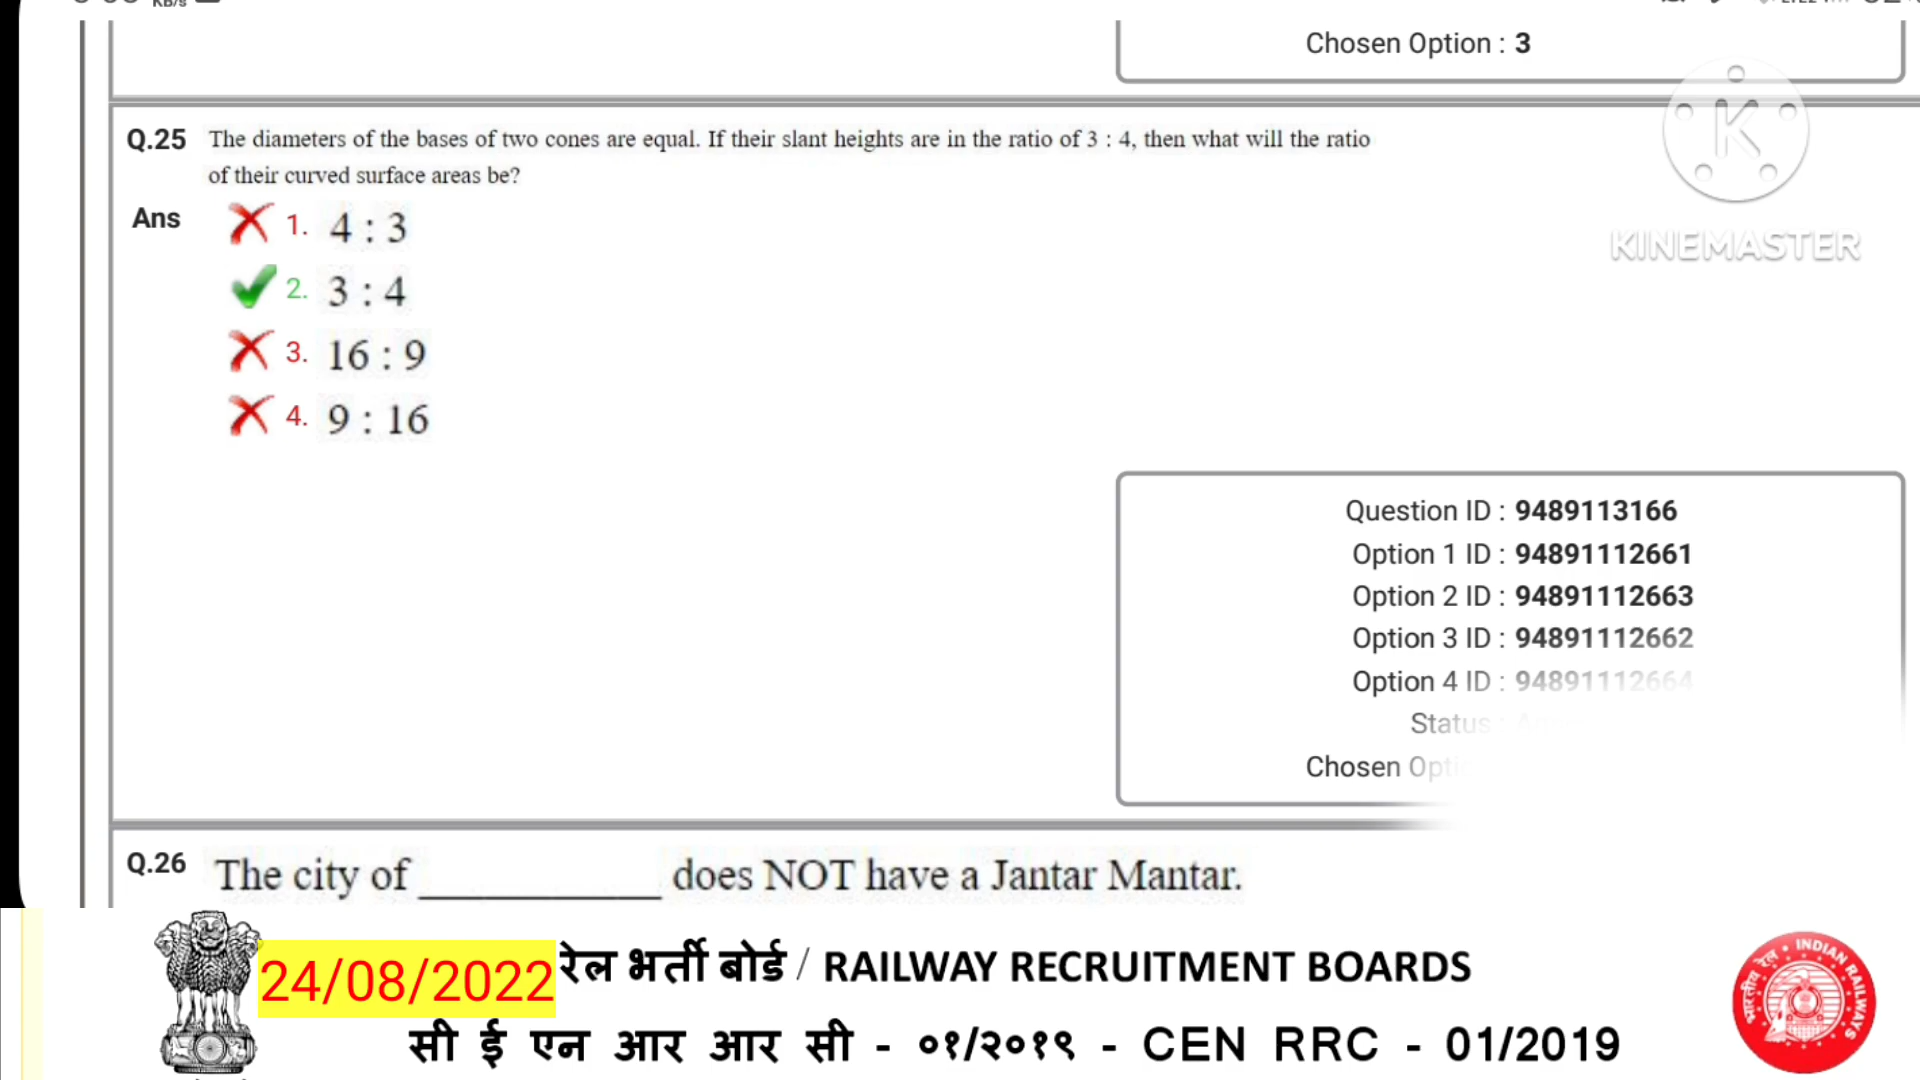 KB/s
Chosen Option : 3
Q.25 The diameters of the bases of two cones are equal. If their slant heights are in the ratio of 3 : 4, then what will the ratio
of their curved surface areas be?
Ans 1. 4 : 3
2. 3 : 4
3. 16 : 9
4. 9 : 16
K
KINEMASTER
Question ID : 9489113166
Option 1 ID : 94891112661
Option 2 ID : 94891112663
Option 3 ID : 94891112662
Option 4 ID : 94891112664
Status :
Chosen Opti
Q.26 The city of ____________ does NOT have a Jantar Mantar.
24/08/2022 रेल भर्ती बोर्ड / RAILWAY RECRUITMENT BOARDS
सी ई एन आर आर सी - ०१/२०१९ - CEN RRC - 01/2019
भारतीय रेल • INDIAN RAILWAYS